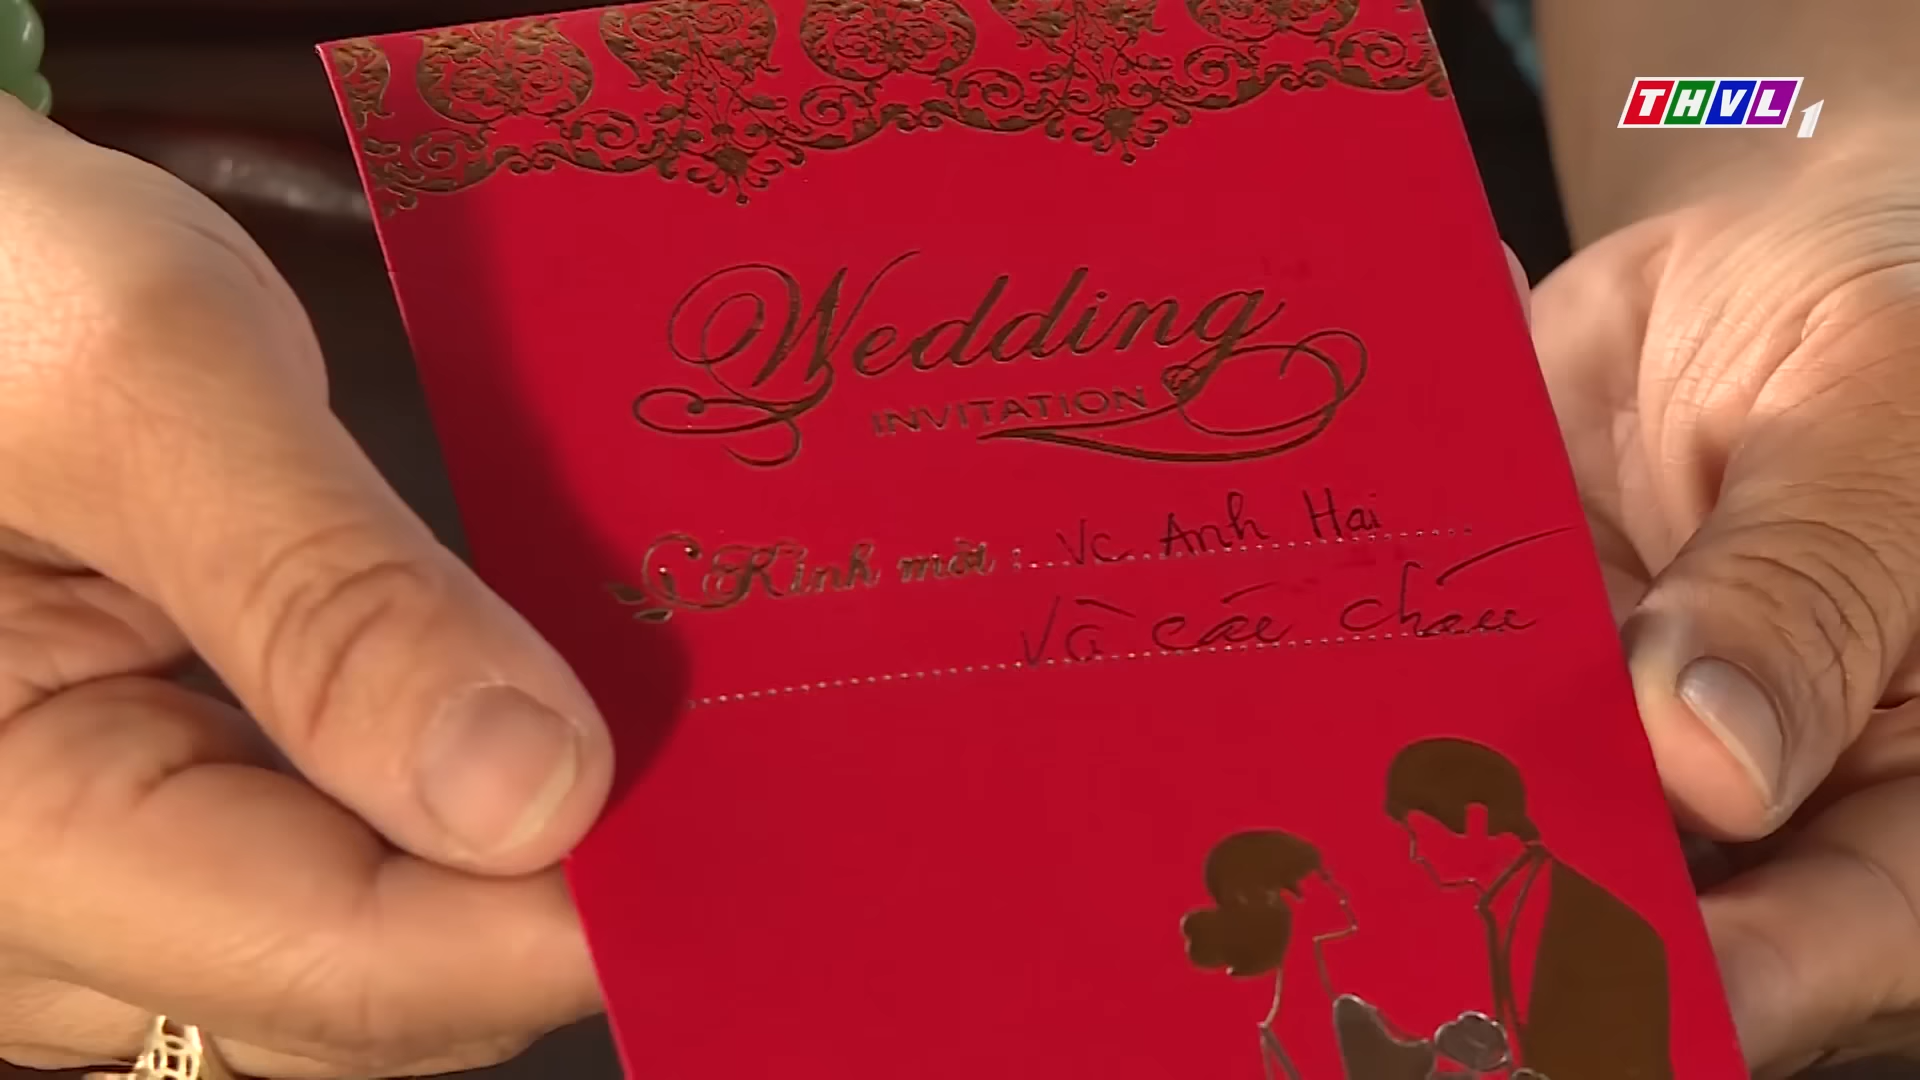 THVL1
Wedding
INVITATION
Kính mời : Vc Anh Hai
Và các cháu